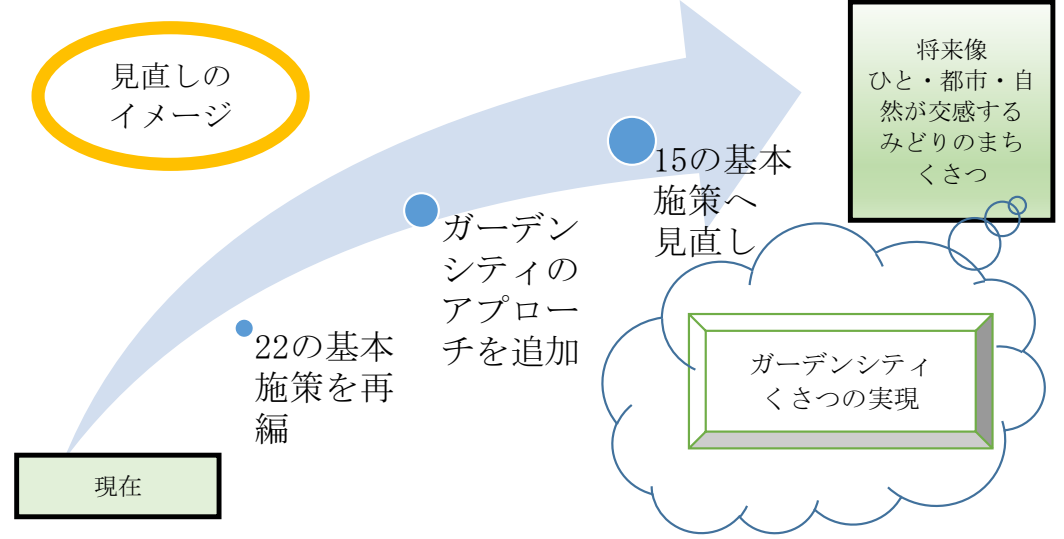 見直しの
イメージ
将来像
ひと・都市・自
然が交感する
みどりのまち
くさつ
15の基本
施策へ
見直し
ガーデン
シティの
アプロー
チを追加
22の基本
施策を再
編
ガーデンシティ
くさつの実現
現在